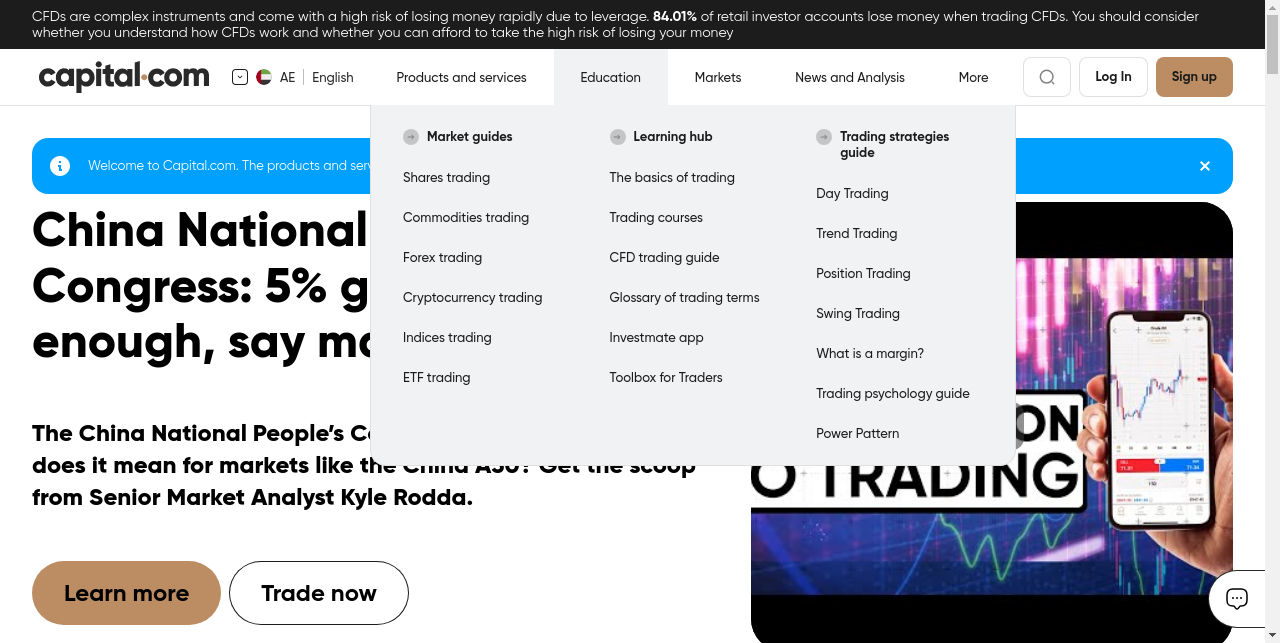 CFDs are complex instruments and come with a high risk of losing money rapidly due to leverage. 84.01% of retail investor accounts lose money when trading CFDs. You should consider
whether you understand how CFDs work and whether you can afford to take the high risk of losing your money
capital.com
AE
English
Products and services
Education
Markets
News and Analysis
More
Log In
Sign up
Market guides
Shares trading
Commodities trading
Forex trading
Cryptocurrency trading
Indices trading
ETF trading
Learning hub
The basics of trading
Trading courses
CFD trading guide
Glossary of trading terms
Investmate app
Toolbox for Traders
Trading strategies
guide
Day Trading
Trend Trading
Position Trading
Swing Trading
What is a margin?
Trading psychology guide
Power Pattern
Welcome to Capital.com. The products and
China National
Congress: 5%
enough, say
The China National People's
does it mean for markets like the China A50? Get the scoop
from Senior Market Analyst Kyle Rodda.
Learn more
Trade now
O TRADING